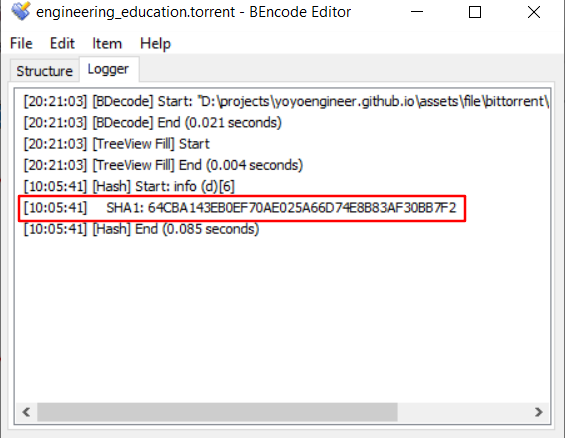 engineering_education.torrent - BEncode Editor
File Edit Item Help
Structure Logger
[20:21:03] [BDecode] Start: "D:\projects\yoyoengineer.github.io\assets\file\bittorrent\
[20:21:03] [BDecode] End (0.021 seconds)
[20:21:03] [TreeView Fill] Start
[20:21:03] [TreeView Fill] End (0.004 seconds)
[10:05:41] [Hash] Start: info (d)[6]
[10:05:41] SHA1: 64CBA143EB0EF70AE025A66D74E8B83AF30BB7F2
[10:05:41] [Hash] End (0.085 seconds)